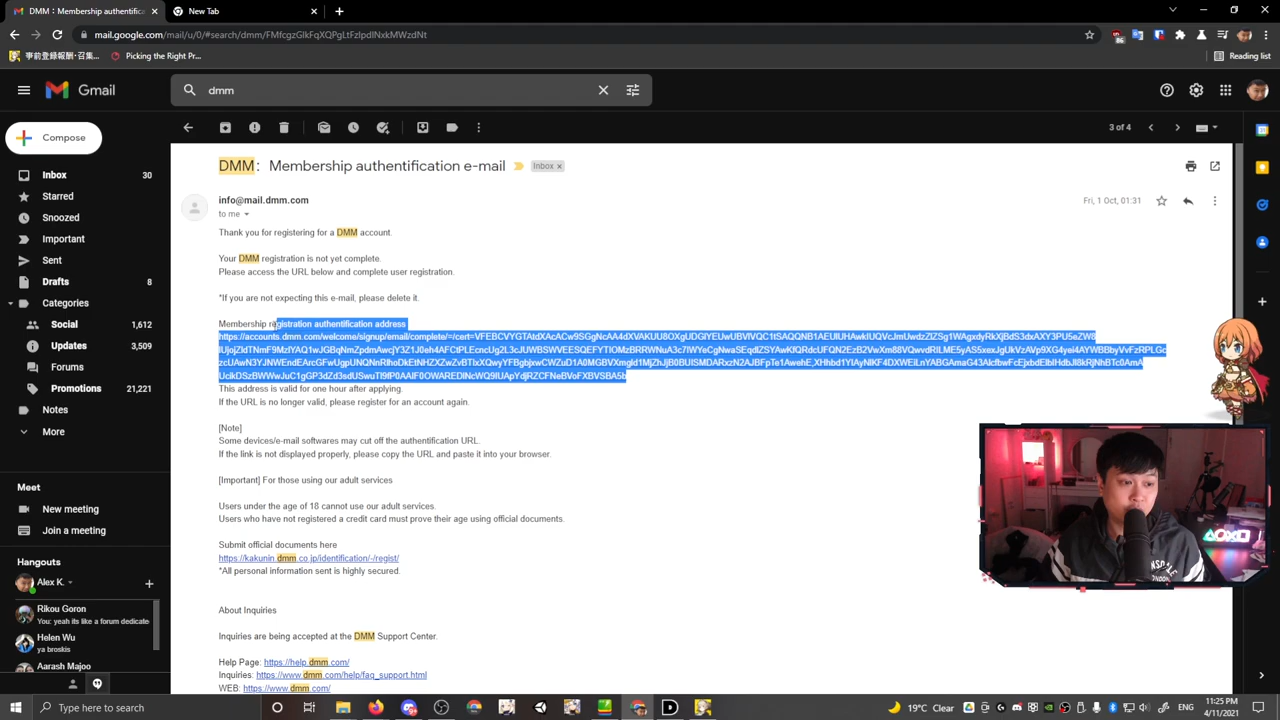 DMM: Membership authentificatio
New Tab
mail.google.com/mail/u/0/#search/dmm/FMfcgzGlkFqXQPgLtFzlpdlNxkMWzdNt
事前登録報酬・召集...
Picking the Right B...
Reading list
Gmail
dmm
Compose
3 of 4
Inbox 30
Starred
Snoozed
Important
Sent
Drafts 8
Categories
Social 1,612
Updates 3,509
Forums
Promotions 21,221
Notes
More
Meet
New meeting
Join a meeting
Hangouts
Alex K.
Rikou Goron
You: yeah its like a forum dedicate
Helen Wu
ya broskis
Aarash Majoo
DMM: Membership authentification e-mail
Inbox
info@mail.dmm.com
Fri, 1 Oct, 01:31
to me
Thank you for registering for a DMM account.
Your DMM registration is not yet complete.
Please access the URL below and complete user registration.
*If you are not expecting this e-mail, please delete it.
Membership registration authentification address
This address is valid for one hour after applying.
If the URL is no longer valid, please register for an account again.
[Note]
Some devices/e-mail softwares may cut off the authentification URL.
If the link is not displayed properly, please copy the URL and paste it into your browser.
[Important] For those using our adult services
Users under the age of 18 cannot use our adult services.
Users who have not registered a credit card must prove their age using official documents.
Submit official documents here
https://kakunin.dmm.co.jp/identification/-/regist/
*All personal information sent is highly secured.
About Inquiries
Inquiries are being accepted at the DMM Support Center.
Help Page: https://help.dmm.com/
Inquiries: https://www.dmm.com/help/faq_support.html
WEB: https://www.dmm.com/
Type here to search
19°C Clear
11:25 PM
4/11/2021